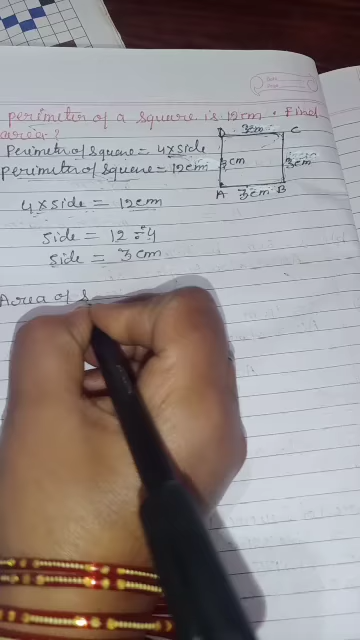 perimeter of a square is 12cm. Find
area?
Perimeter of square = 4×side
perimeter of square = 12cm
4×side = 12cm
side = 12÷4
side = 3cm
Area of s
D 3cm C
3cm
3cm
A 3cm B